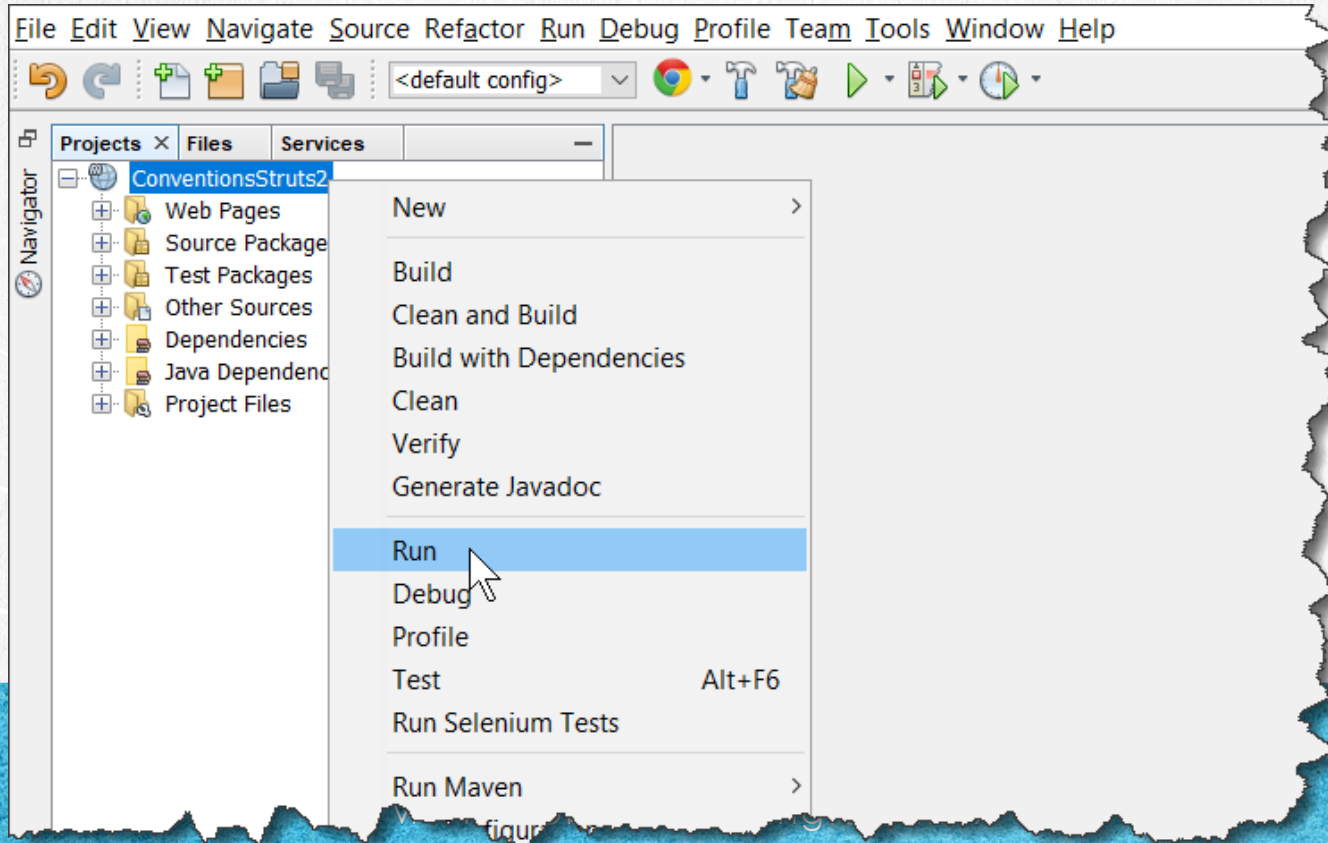 File Edit View Navigate Source Refactor Run Debug Profile Team Tools Window Help
<default config>
Projects Files Services
Navigator
ConventionsStruts2
Web Pages
Source Package
Test Packages
Other Sources
Dependencies
Java Dependenc
Project Files
New
Build
Clean and Build
Build with Dependencies
Clean
Verify
Generate Javadoc
Run
Debug
Profile
Test Alt+F6
Run Selenium Tests
Run Maven